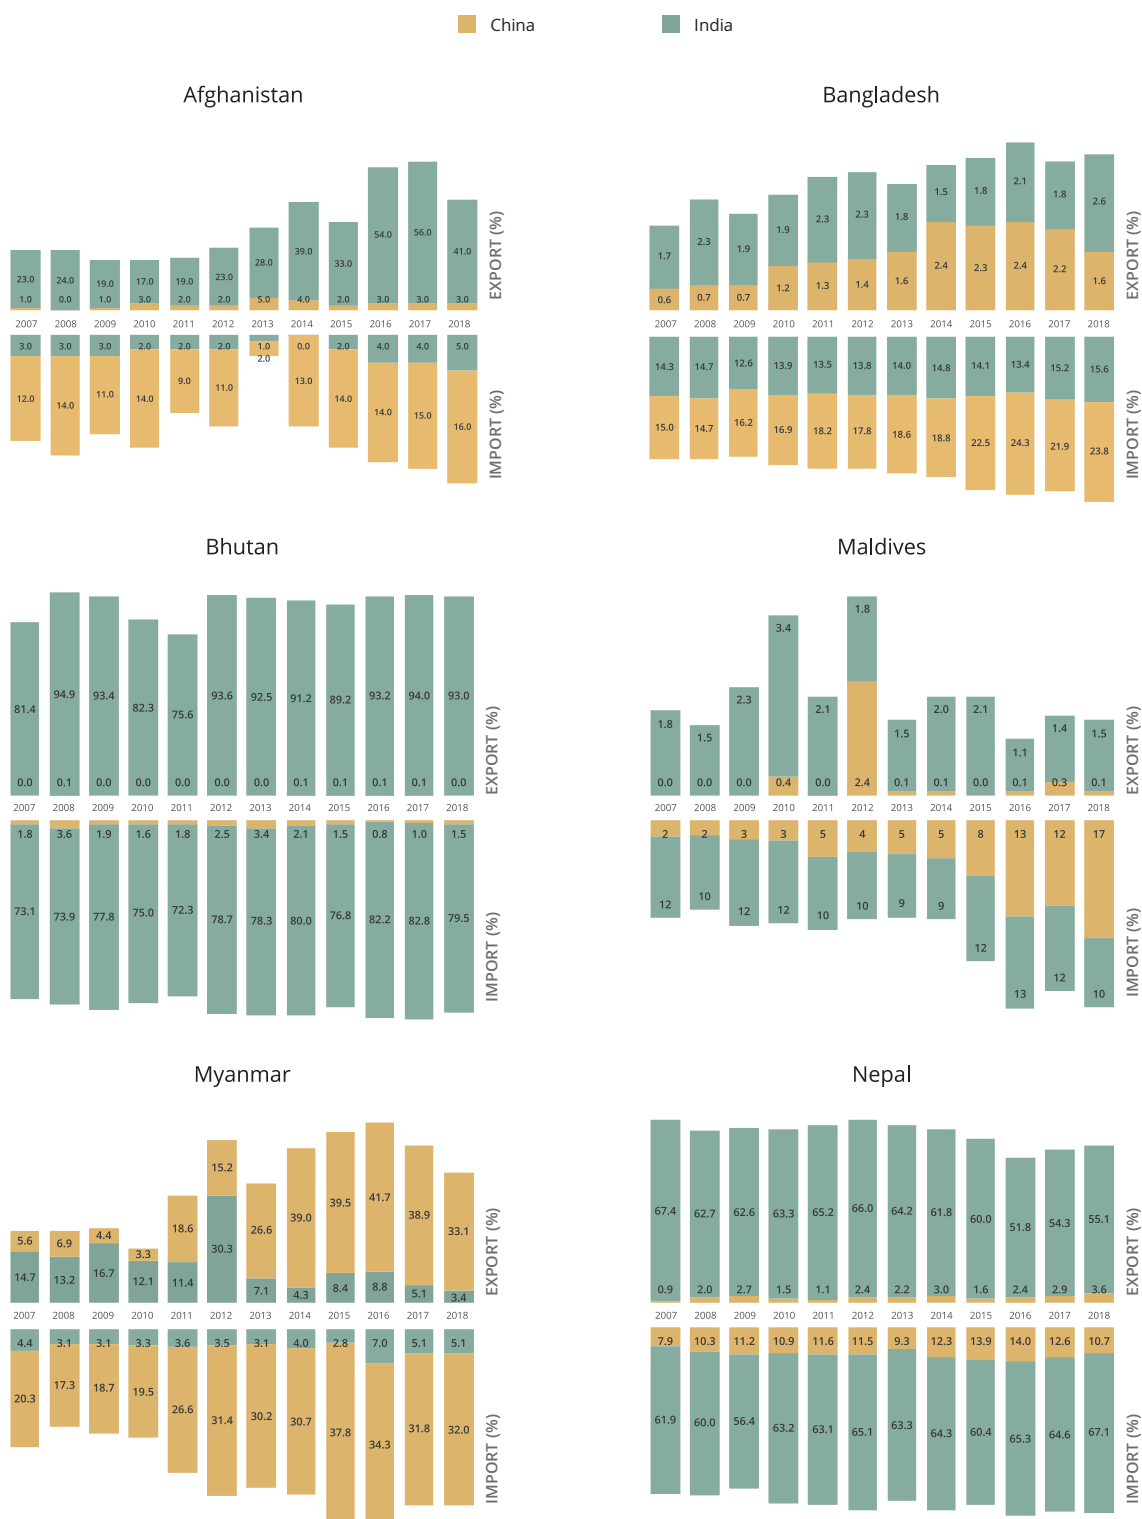 China India
Afghanistan
23.0 24.0 19.0 17.0 19.0 23.0 28.0 39.0 33.0 54.0 56.0 41.0
1.0 0.0 1.0 3.0 2.0 2.0 5.0 4.0 2.0 3.0 3.0 3.0
EXPORT (%)
2007 2008 2009 2010 2011 2012 2013 2014 2015 2016 2017 2018
3.0 3.0 3.0 2.0 2.0 2.0 1.0 0.0 2.0 4.0 4.0 5.0
12.0 14.0 11.0 14.0 9.0 11.0 2.0 13.0 14.0 14.0 15.0 16.0
IMPORT (%)
Bangladesh
1.7 2.3 1.9 1.9 2.3 2.3 1.8 1.5 1.8 2.1 1.8 2.6
0.6 0.7 0.7 1.2 1.3 1.4 1.6 2.4 2.3 2.4 2.2 1.6
EXPORT (%)
2007 2008 2009 2010 2011 2012 2013 2014 2015 2016 2017 2018
14.3 14.7 12.6 13.9 13.5 13.8 14.0 14.8 14.1 13.4 15.2 15.6
15.0 14.7 16.2 16.9 18.2 17.8 18.6 18.8 22.5 24.3 21.9 23.8
IMPORT (%)
Bhutan
81.4 94.9 93.4 82.3 75.6 93.6 92.5 91.2 89.2 93.2 94.0 93.0
0.0 0.1 0.0 0.0 0.0 0.0 0.0 0.1 0.1 0.1 0.1 0.0
EXPORT (%)
2007 2008 2009 2010 2011 2012 2013 2014 2015 2016 2017 2018
1.8 3.6 1.9 1.6 1.8 2.5 3.4 2.1 1.5 0.8 1.0 1.5
73.1 73.9 77.8 75.0 72.3 78.7 78.3 80.0 76.8 82.2 82.8 79.5
IMPORT (%)
Maldives
1.8 1.5 2.3 3.4 2.1 1.8 1.5 2.0 2.1 1.1 1.4 1.5
0.0 0.0 0.0 0.4 0.0 2.4 0.1 0.1 0.0 0.1 0.3 0.1
EXPORT (%)
2007 2008 2009 2010 2011 2012 2013 2014 2015 2016 2017 2018
2 2 3 3 5 4 5 5 8 13 12 17
12 10 12 12 10 10 9 9 12 13 12 10
IMPORT (%)
Myanmar
5.6 6.9 4.4 3.3 18.6 15.2 26.6 39.0 39.5 41.7 38.9 33.1
14.7 13.2 16.7 12.1 11.4 30.3 7.1 4.3 8.4 8.8 5.1 3.4
EXPORT (%)
2007 2008 2009 2010 2011 2012 2013 2014 2015 2016 2017 2018
4.4 3.1 3.1 3.3 3.6 3.5 3.1 4.0 2.8 7.0 5.1 5.1
20.3 17.3 18.7 19.5 26.6 31.4 30.2 30.7 37.8 34.3 31.8 32.0
IMPORT (%)
Nepal
67.4 62.7 62.6 63.3 65.2 66.0 64.2 61.8 60.0 51.8 54.3 55.1
0.9 2.0 2.7 1.5 1.1 2.4 2.2 3.0 1.6 2.4 2.9 3.6
EXPORT (%)
2007 2008 2009 2010 2011 2012 2013 2014 2015 2016 2017 2018
7.9 10.3 11.2 10.9 11.6 11.5 9.3 12.3 13.9 14.0 12.6 10.7
61.9 60.0 56.4 63.2 63.1 65.1 63.3 64.3 60.4 65.3 64.6 67.1
IMPORT (%)